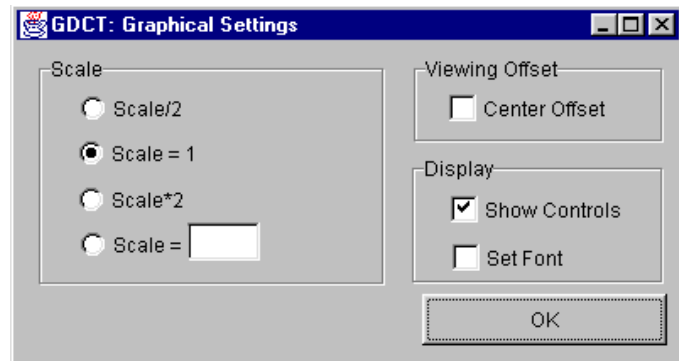 GDCT: Graphical Settings
Scale
Scale/2
Scale = 1
Scale*2
Scale =
Viewing Offset
Center Offset
Display
Show Controls
Set Font
OK